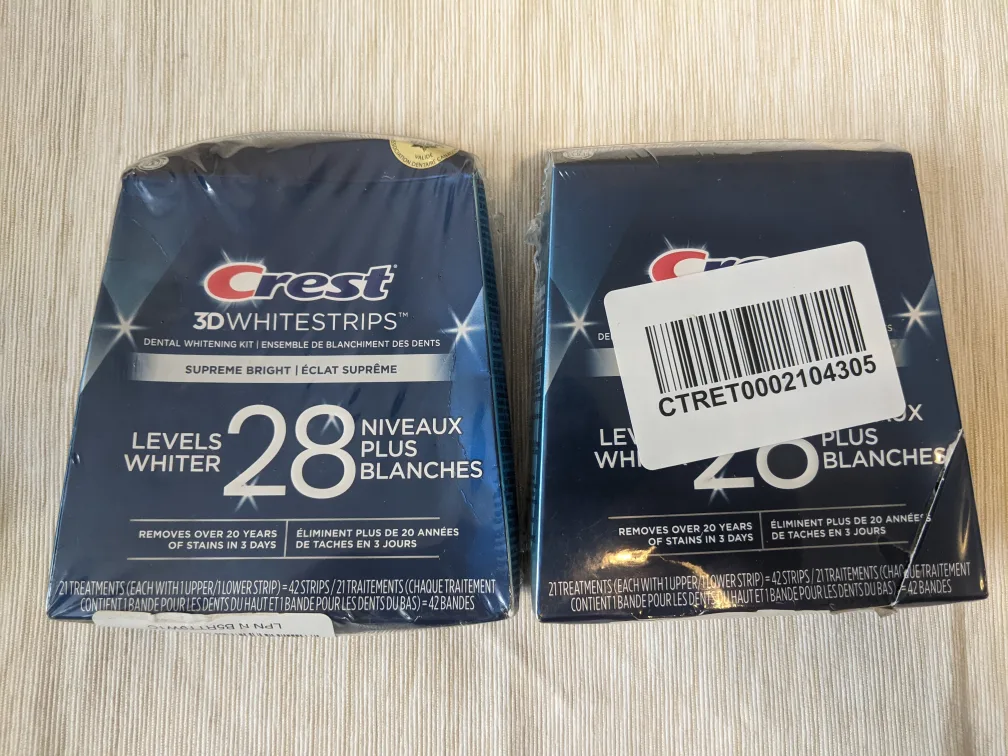 VALIDÉ
Crest
3DWHITESTRIPS™
DENTAL WHITENING KIT | ENSEMBLE DE BLANCHIMENT DES DENTS
SUPREME BRIGHT | ÉCLAT SUPRÊME
LEVELS WHITER
28
NIVEAUX PLUS BLANCHES
REMOVES OVER 20 YEARS
OF STAINS IN 3 DAYS
ÉLIMINENT PLUS DE 20 ANNÉES
DE TACHES EN 3 JOURS
21 TREATMENTS (EACH WITH 1 UPPER/1 LOWER STRIP) = 42 STRIPS / 21 TRAITEMENTS (CHAQUE TRAITEMENT
CONTIENT 1 BANDE POUR LES DENTS DU HAUT ET 1 BANDE POUR LES DENTS DU BAS) = 42 BANDES
LPN N
CTRET0002104305
28
PLUS
BLANCHES
REMOVES OVER 20 YEARS
OF STAINS IN 3 DAYS
ÉLIMINENT PLUS DE 20 ANNÉES
DE TACHES EN 3 JOURS
21 TREATMENTS (EACH WITH 1 UPPER/1 LOWER STRIP) = 42 STRIPS / 21 TRAITEMENTS (CHAQUE TRAITEMENT
CONTIENT 1 BANDE POUR LES DENTS DU HAUT ET 1 BANDE POUR LES DENTS DU BAS) = 42 BANDES